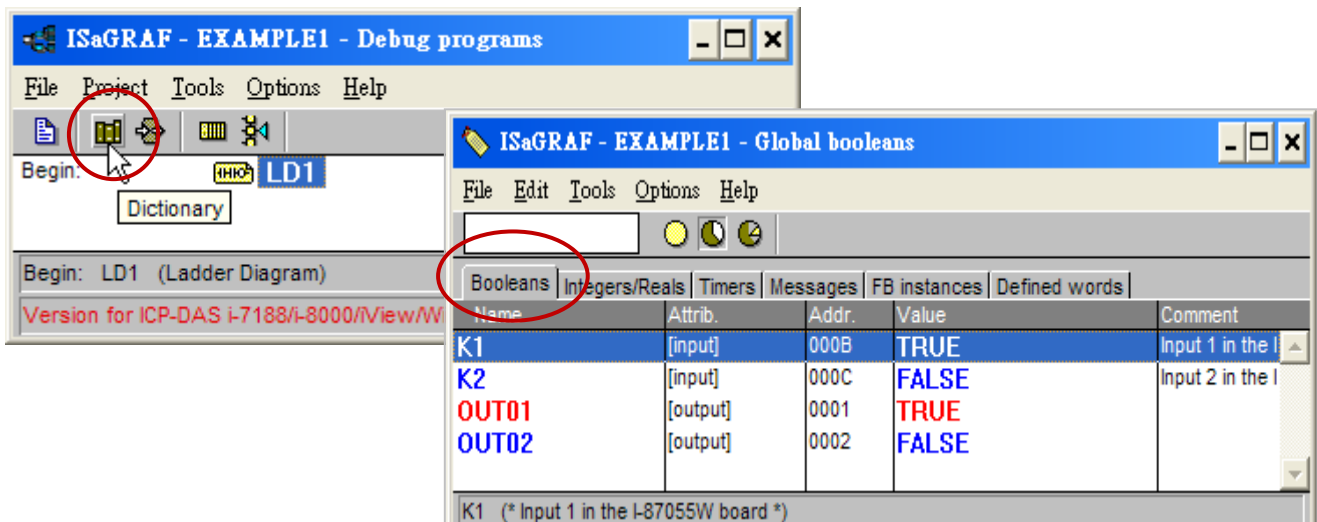 ISaGRAF - EXAMPLE1 - Debug programs
File Project Tools Options Help
Begin: LD1
Dictionary
Begin: LD1 (Ladder Diagram)
Version for ICP-DAS i-7188/i-8000/iView/W
ISaGRAF - EXAMPLE1 - Global booleans
File Edit Tools Options Help
Booleans Integers/Reals Timers Messages FB instances Defined words
Name Attrib. Addr. Value Comment
K1 [input] 000B TRUE Input 1 in the I
K2 [input] 000C FALSE Input 2 in the I
OUT01 [output] 0001 TRUE
OUT02 [output] 0002 FALSE
K1 (* Input 1 in the I-87055W board *)